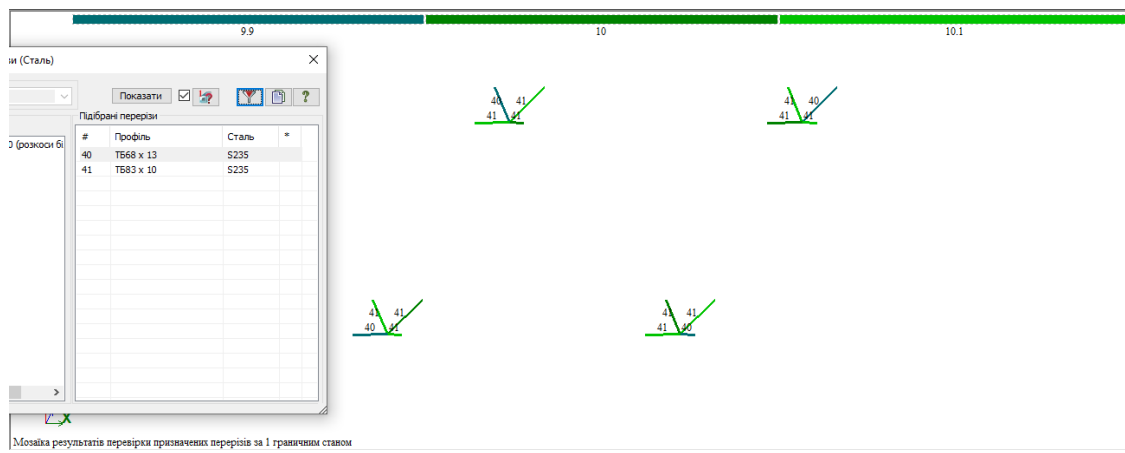 9.9 10 10.1
зи (Сталь)
Показати
Підібрані перерізи
# Профіль Сталь *
0 (розкоси бі
40 ТБ68 x 13 S235
41 ТБ83 x 10 S235
40 41
41 41
41 40
41 41
41 41
40 41
41 41
41 40
X
Мозаїка результатів перевірки призначених перерізів за 1 граничним станом